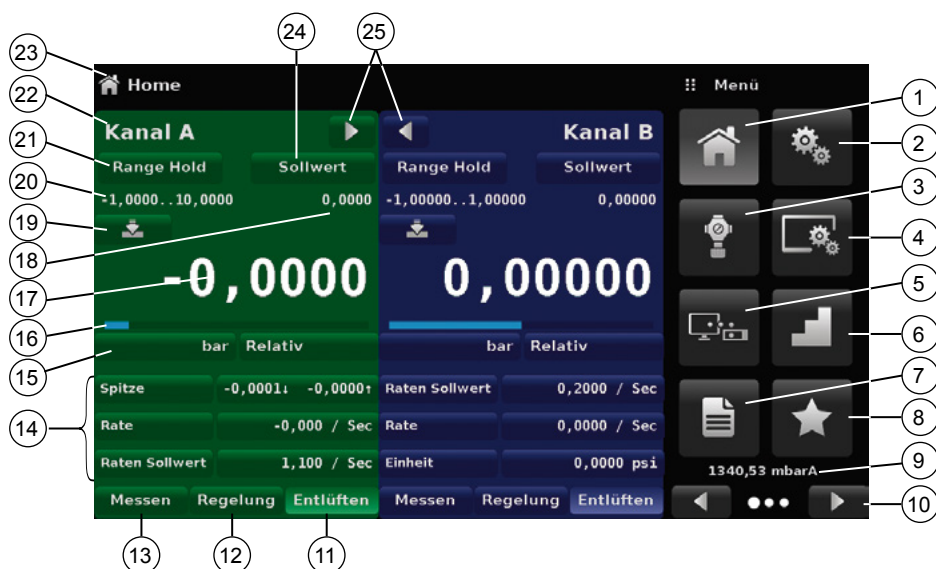 24 25
23
Home
Menü
22
1
Kanal A
Kanal B
2
21
Range Hold Sollwert
Range Hold Sollwert
3
20
-1,0000..10,0000 0,0000
-1,00000..1,00000 0,00000
19
4
18
17
-0,0000
0,00000
5
16
6
bar Relativ
bar Relativ
15
7
14
Spitze -0,0001↓ -0,0000↑
Raten Sollwert 0,2000 / Sec
8
Rate -0,000 / Sec
Rate 0,0000 / Sec
Raten Sollwert 1,100 / Sec
Einheit 0,0000 psi
1340,53 mbarA
9
Messen Regelung Entlüften
Messen Regelung Entlüften
10
13 12 11